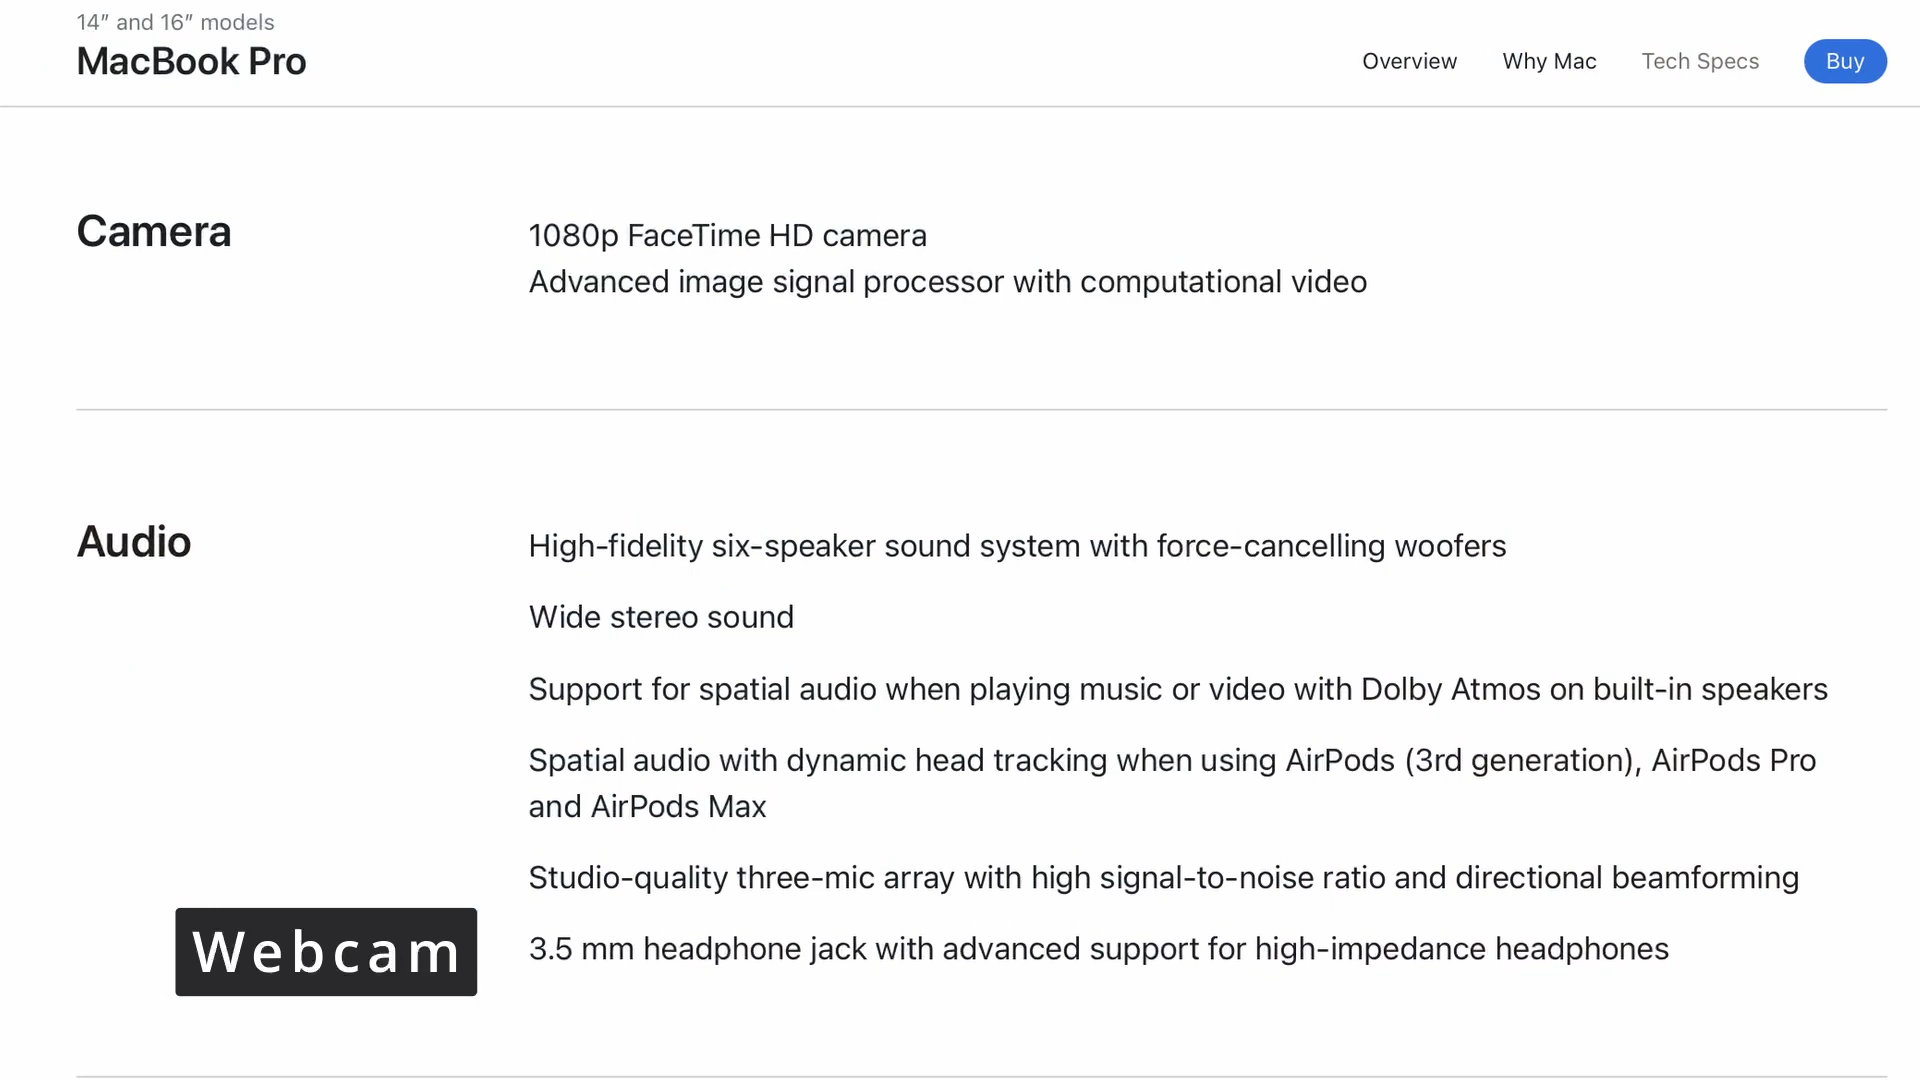 14” and 16” models
MacBook Pro
Overview
Why Mac
Tech Specs
Buy
Camera
1080p FaceTime HD camera
Advanced image signal processor with computational video
Audio
High-fidelity six-speaker sound system with force-cancelling woofers
Wide stereo sound
Support for spatial audio when playing music or video with Dolby Atmos on built-in speakers
Spatial audio with dynamic head tracking when using AirPods (3rd generation), AirPods Pro
and AirPods Max
Studio-quality three-mic array with high signal-to-noise ratio and directional beamforming
3.5 mm headphone jack with advanced support for high-impedance headphones
Webcam